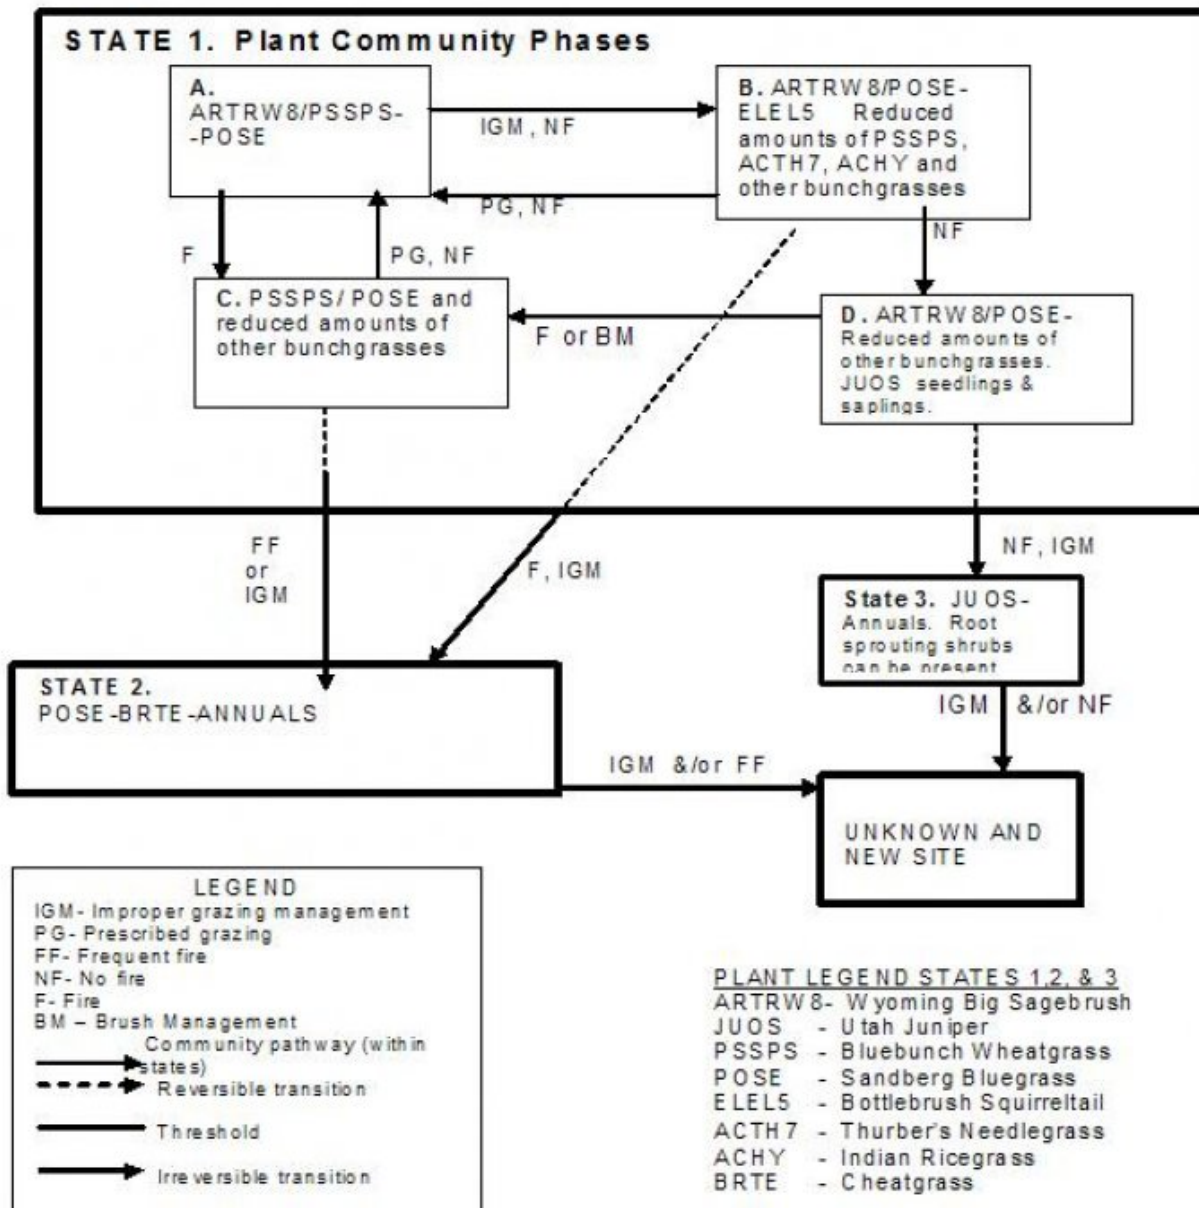 STATE 1. Plant Community Phases
A.
ARTRW8/PSSPS-
-POSE
IGM, NF
B. ARTRW8/POSE-
ELEL5 Reduced
amounts of PSSPS,
ACTH7, ACHY and
other bunchgrasses
PG, NF
F
PG, NF
NF
C. PSSPS/ POSE and
reduced amounts of
other bunchgrasses
F or BM
D. ARTRW8/POSE-
Reduced amounts of
other bunchgrasses.
JUOS seedlings &
saplings.
FF
or
IGM
F, IGM
NF, IGM
State 3. JUOS-
Annuals. Root
sprouting shrubs
can be present
STATE 2.
POSE-BRTE-ANNUALS
IGM &/or NF
IGM &/or FF
UNKNOWN AND
NEW SITE
LEGEND
IGM- Improper grazing management
PG- Prescribed grazing
FF- Frequent fire
NF- No fire
F- Fire
BM – Brush Management
Community pathway (within
states)
Reversible transition
Threshold
Irreversible transition
PLANT LEGEND STATES 1,2, & 3
ARTRW8- Wyoming Big Sagebrush
JUOS - Utah Juniper
PSSPS - Bluebunch Wheatgrass
POSE - Sandberg Bluegrass
ELEL5 - Bottlebrush Squirreltail
ACTH7 - Thurber's Needlegrass
ACHY - Indian Ricegrass
BRTE - Cheatgrass